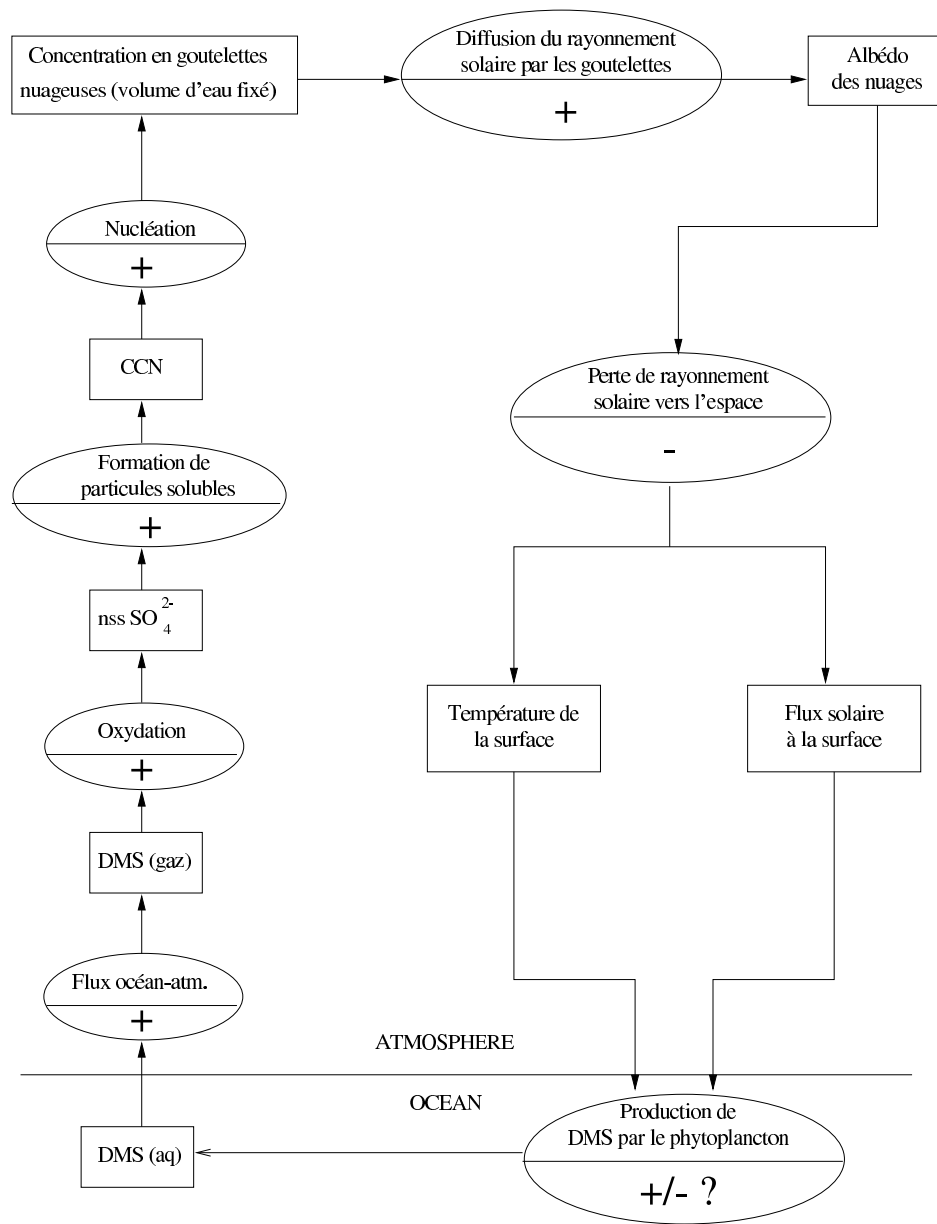 Concentration en goutelettes
nuageuses (volume d'eau fixé)
Diffusion du rayonnement
solaire par les goutelettes
+
Albédo
des nuages
Nucléation
+
CCN
Perte de rayonnement
solaire vers l'espace
-
Formation de
particules solubles
+
nss SO4 2-
Température de
la surface
Flux solaire
à la surface
Oxydation
+
DMS (gaz)
Flux océan-atm.
+
ATMOSPHERE
OCEAN
Production de
DMS par le phytoplancton
+/- ?
DMS (aq)